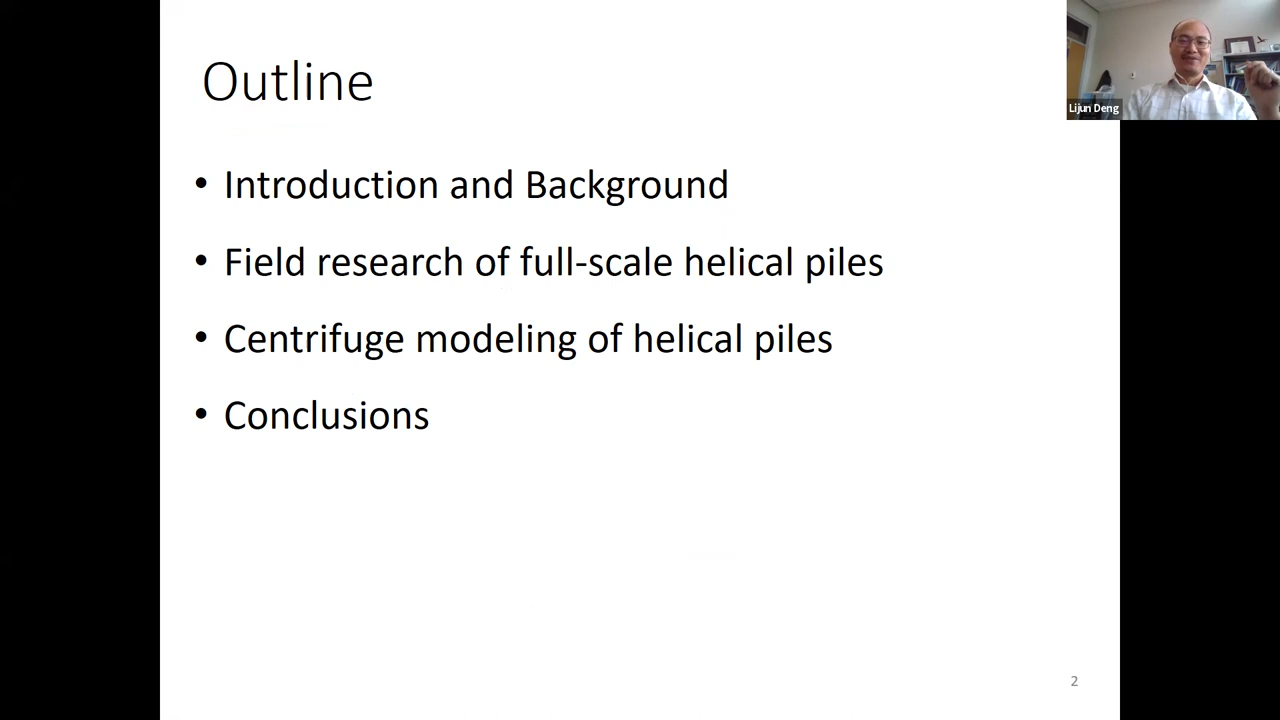 Outline
Lijun Deng
• Introduction and Background
• Field research of full-scale helical piles
• Centrifuge modeling of helical piles
• Conclusions
2